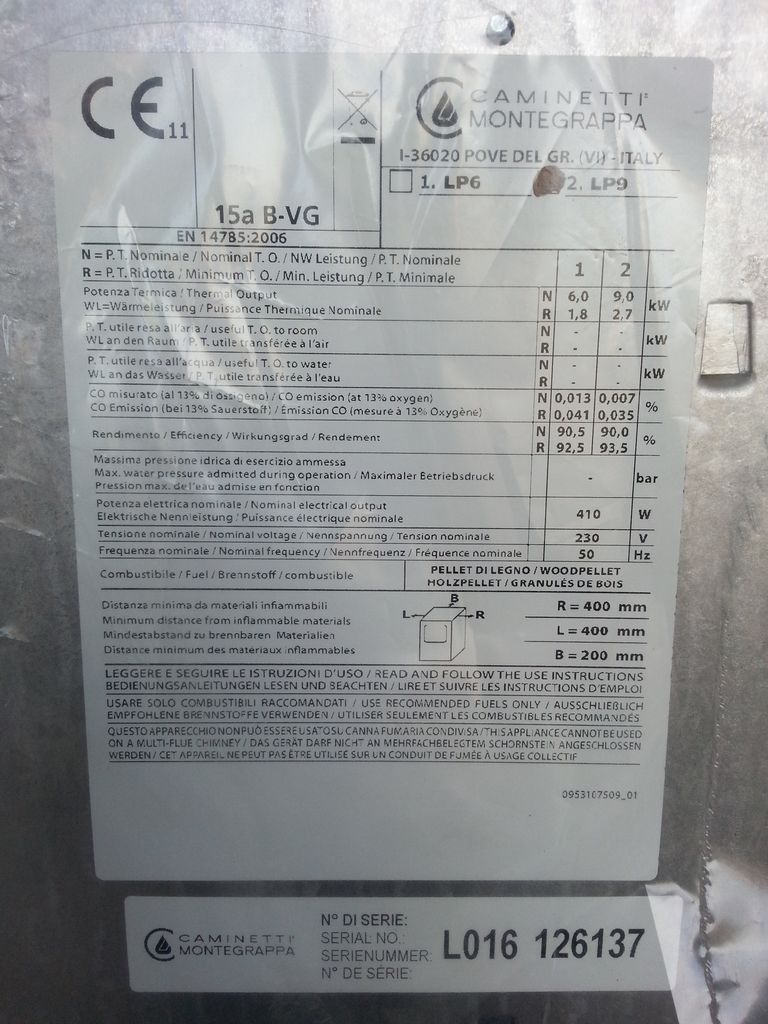 CE 11
CAMINETTI
MONTEGRAPPA
I-36020 POVE DEL GR. (VI) - ITALY
1. LP6 2. LP9
15a B-VG
EN 14785:2006
N = P. T. Nominale / Nominal T. O. / NW Leistung / P.T. Nominale
R = P.T. Ridotta / Minimum T. O. / Min. Leistung / P.T. Minimale
1 2
Potenza Termica / Thermal Output
WL=Wärmeleistung / Puissance Thermique Nominale
N 6,0 9,0
R 1,8 2,7
kW
P. T. utile resa all'aria / useful T. O. to room
WL an den Raum / P. T. utile transférée à l'air
N - -
R - -
kW
P. T. utile resa all'acqua / useful T. O. to water
WL an das Wasser / P. T. utile transférée à l'eau
N - -
R - -
kW
CO misurato (al 13% di ossigeno) / CO emission (at 13% oxygen)
CO Emission (bei 13% Sauerstoff) / Émission CO (mesure à 13% Oxygène)
N 0,013 0,007
R 0,041 0,035
%
Rendimento / Efficiency / Wirkungsgrad / Rendement
N 90,5 90,0
R 92,5 93,5
%
Massima pressione idrica di esercizio ammessa
Max. water pressure admitted during operation / Maximaler Betriebsdruck
Pression max. de l'eau admise en fonction
- bar
Potenza elettrica nominale / Nominal electrical output
Elektrische Nennleistung / Puissance électrique nominale
410 W
Tensione nominale / Nominal voltage / Nennspannung / Tension nominale 230 V
Frequenza nominale / Nominal frequency / Nennfrequenz / Fréquence nominale 50 Hz
Combustibile / Fuel / Brennstoff / combustible
PELLET DI LEGNO / WOODPELLET
HOLZPELLET / GRANULÉS DE BOIS
Distanza minima da materiali infiammabili
Minimum distance from inflammable materials
Mindestabstand zu brennbaren Materialien
Distance minimum des materiaux inflammables
B
L R
R = 400 mm
L = 400 mm
B = 200 mm
LEGGERE E SEGUIRE LE ISTRUZIONI D'USO / READ AND FOLLOW THE USE INSTRUCTIONS
BEDIENUNGSANLEITUNGEN LESEN UND BEACHTEN / LIRE ET SUIVRE LES INSTRUCTIONS D'EMPLOI
USARE SOLO COMBUSTIBILI RACCOMANDATI / USE RECOMMENDED FUELS ONLY / AUSSCHLIEBLICH
EMPFOHLENE BRENNSTOFFE VERWENDEN / UTILISER SEULEMENT LES COMBUSTIBLES RECOMMANDÉS
QUESTO APPARECCHIO NON PUÒ ESSERE USATO SU CANNA FUMARIA CONDIVISA / THIS APPLIANCE CANNOT BE USED
ON A MULTI-FLUE CHIMNEY / DAS GERÄT DARF NICHT AN MEHRFACHBELEGTEM SCHORNSTEIN ANGESCHLOSSEN
WERDEN / CET APPAREIL NE PEUT PAS ÊTRE UTILISÉ SUR UN CONDUIT DE FUMÉE À USAGE COLLECTIF
0953107509_01
CAMINETTI
MONTEGRAPPA
N° DI SERIE:
SERIAL NO.:
SERIENUMMER:
N° DE SÉRIE:
L016 126137